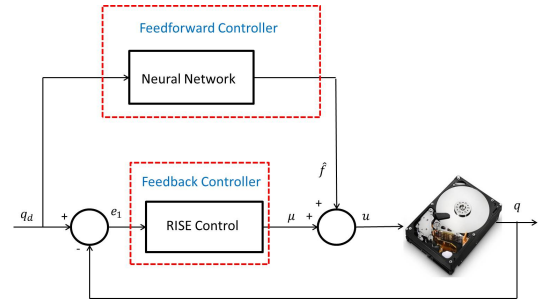 Feedforward Controller
Neural Network
f̂
Feedback Controller
q_d
+
-
e_1
RISE Control
μ
+
+
u
q